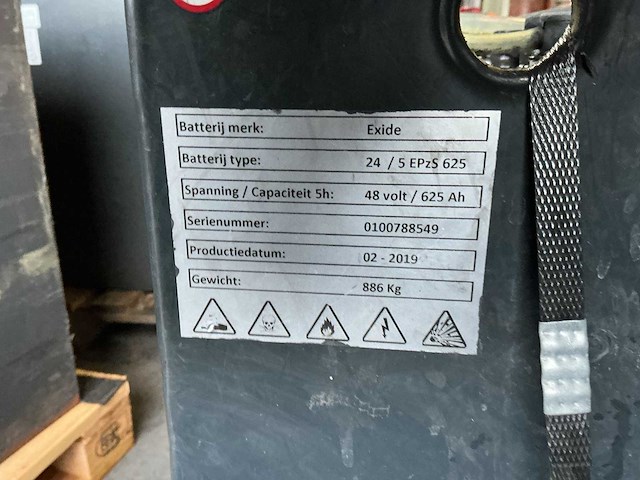 Batterij merk: Exide
Batterij type: 24 / 5 EPzS 625
Spanning / Capaciteit 5h: 48 volt / 625 Ah
Serienummer: 0100788549
Productiedatum: 02 - 2019
Gewicht: 886 Kg